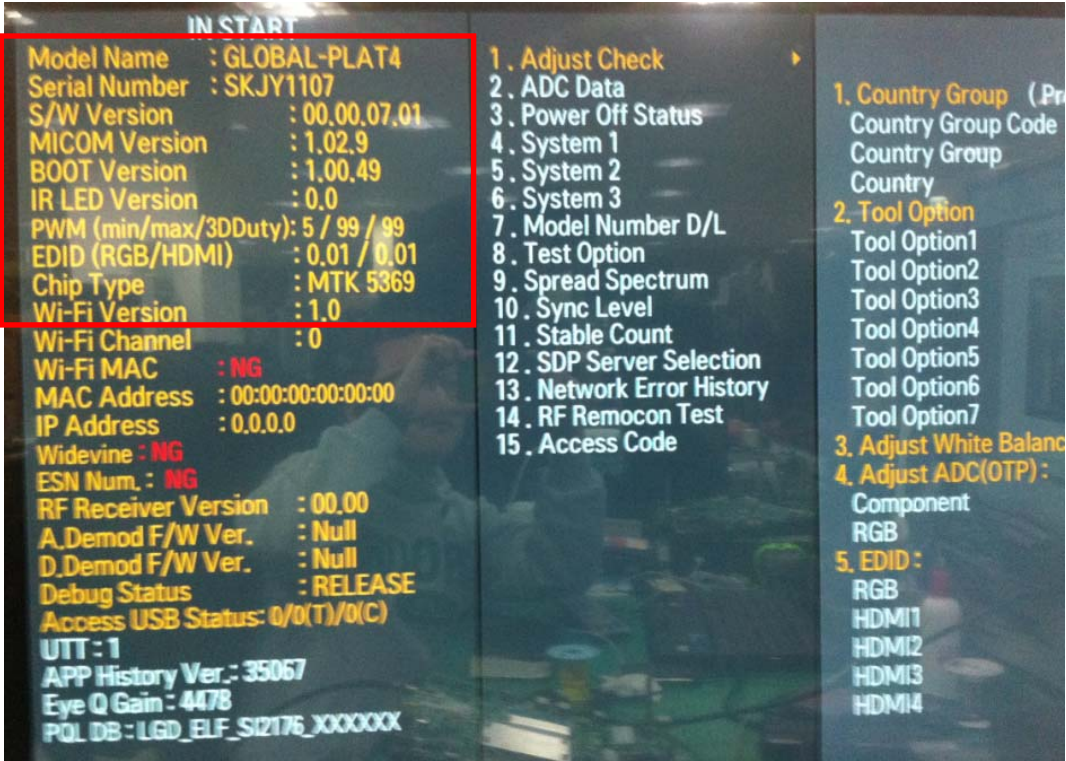 IN START
Model Name : GLOBAL-PLAT4
Serial Number : SKJY1107
S/W Version : 00.00.07.01
MICOM Version : 1.02.9
BOOT Version : 1.00.49
IR LED Version : 0.0
PWM (min/max/3DDuty): 5 / 99 / 99
EDID (RGB/HDMI) : 0.01 / 0.01
Chip Type : MTK 5369
Wi-Fi Version : 1.0
Wi-Fi Channel : 0
Wi-Fi MAC : NG
MAC Address : 00:00:00:00:00:00
IP Address : 0.0.0.0
Widevine : NG
ESN Num. : NG
RF Receiver Version : 00.00
A.Demod F/W Ver. : Null
D.Demod F/W Ver. : Null
Debug Status : RELEASE
Access USB Status: 0/0(T)/0(C)
UTT : 1
APP History Ver.: 35067
Eye Q Gain : 4478
PQL DB : LGD_ELF_SI2176_XXXXXX
1. Adjust Check
2. ADC Data
3. Power Off Status
4. System 1
5. System 2
6. System 3
7. Model Number D/L
8. Test Option
9. Spread Spectrum
10. Sync Level
11. Stable Count
12. SDP Server Selection
13. Network Error History
14. RF Remocon Test
15. Access Code
1. Country Group (.Pr
Country Group Code
Country Group
Country
2. Tool Option
Tool Option1
Tool Option2
Tool Option3
Tool Option4
Tool Option5
Tool Option6
Tool Option7
3. Adjust White Balanc
4. Adjust ADC(OTP) :
Component
RGB
5. EDID :
RGB
HDMI1
HDMI2
HDMI3
HDMI4